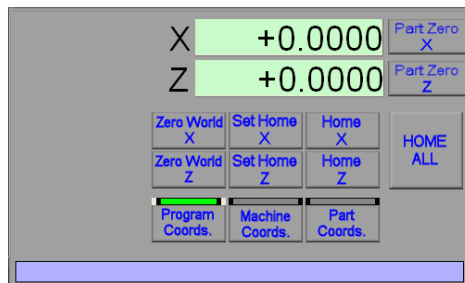 X +0.0000 Part Zero X
Z +0.0000 Part Zero Z
Zero World X
Set Home X
Home X
HOME ALL
Zero World Z
Set Home Z
Home Z
Program Coords.
Machine Coords.
Part Coords.